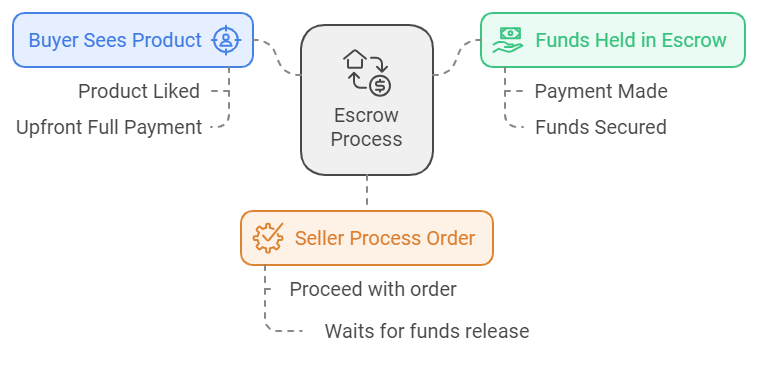 Buyer Sees Product
Product Liked
Upfront Full Payment
Escrow
Process
Funds Held in Escrow
Payment Made
Funds Secured
Seller Process Order
Proceed with order
Waits for funds release